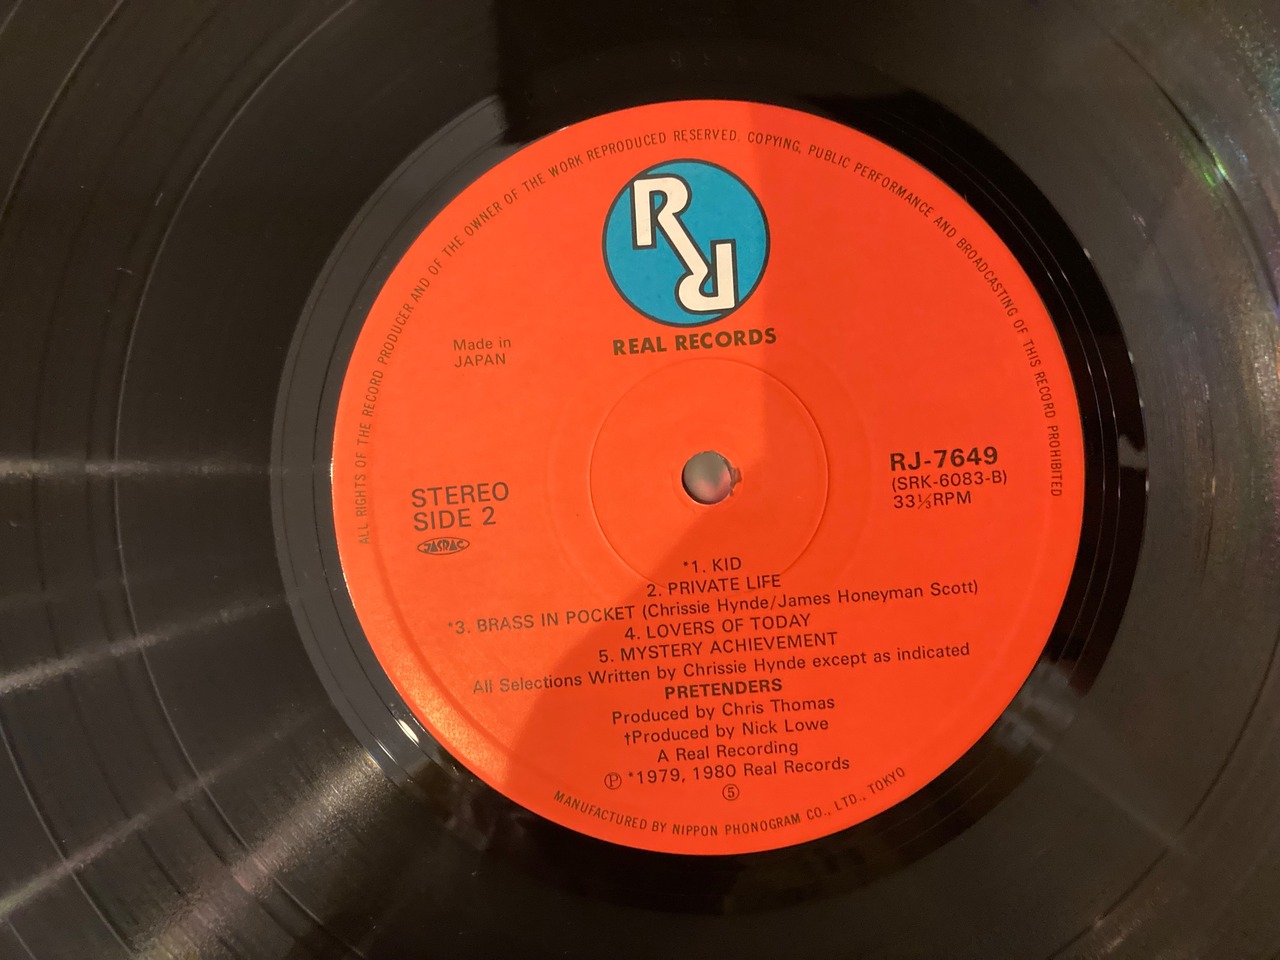 ALL RIGHTS OF THE RECORD PRODUCER AND OF THE OWNER OF THE WORK REPRODUCED RESERVED. COPYING, PUBLIC PERFORMANCE AND BROADCASTING OF THIS RECORD PROHIBITED
RR
REAL RECORDS
Made in
JAPAN
RJ-7649
(SRK-6083-B)
33⅓RPM
STEREO
SIDE 2
JASRAC
*1. KID
2. PRIVATE LIFE
*3. BRASS IN POCKET (Chrissie Hynde/James Honeyman Scott)
4. LOVERS OF TODAY
5. MYSTERY ACHIEVEMENT
All Selections Written by Chrissie Hynde except as indicated
PRETENDERS
Produced by Chris Thomas
†Produced by Nick Lowe
A Real Recording
Ⓟ *1979, 1980 Real Records
⑤
MANUFACTURED BY NIPPON PHONOGRAM CO., LTD., TOKYO